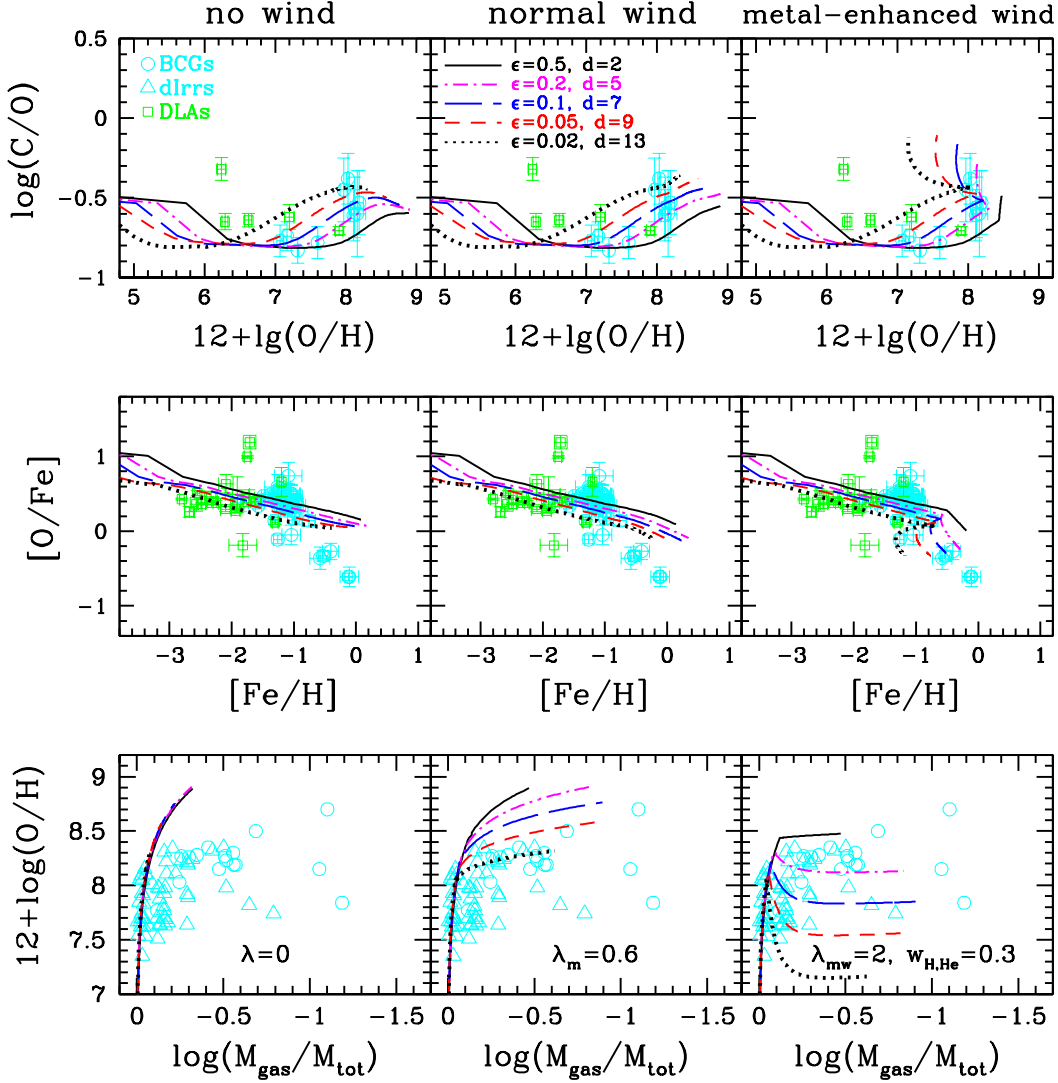 no wind
normal wind
metal-enhanced wind
0.5
0
−0.5
−1
log(C/O)
BCGs
dIrrs
DLAs
ϵ=0.5, d=2
ϵ=0.2, d=5
ϵ=0.1, d=7
ϵ=0.05, d=9
ϵ=0.02, d=13
5 6 7 8 9
5 6 7 8 9
5 6 7 8 9
12+lg(O/H)
12+lg(O/H)
12+lg(O/H)
1
0
−1
[O/Fe]
−3 −2 −1 0 1
−3 −2 −1 0 1
−3 −2 −1 0 1
[Fe/H]
[Fe/H]
[Fe/H]
9
8.5
8
7.5
7
12+log(O/H)
λ=0
λm=0.6
λmw=2, wH,He=0.3
0 −0.5 −1 −1.5
0 −0.5 −1 −1.5
0 −0.5 −1 −1.5
log(Mgas/Mtot)
log(Mgas/Mtot)
log(Mgas/Mtot)